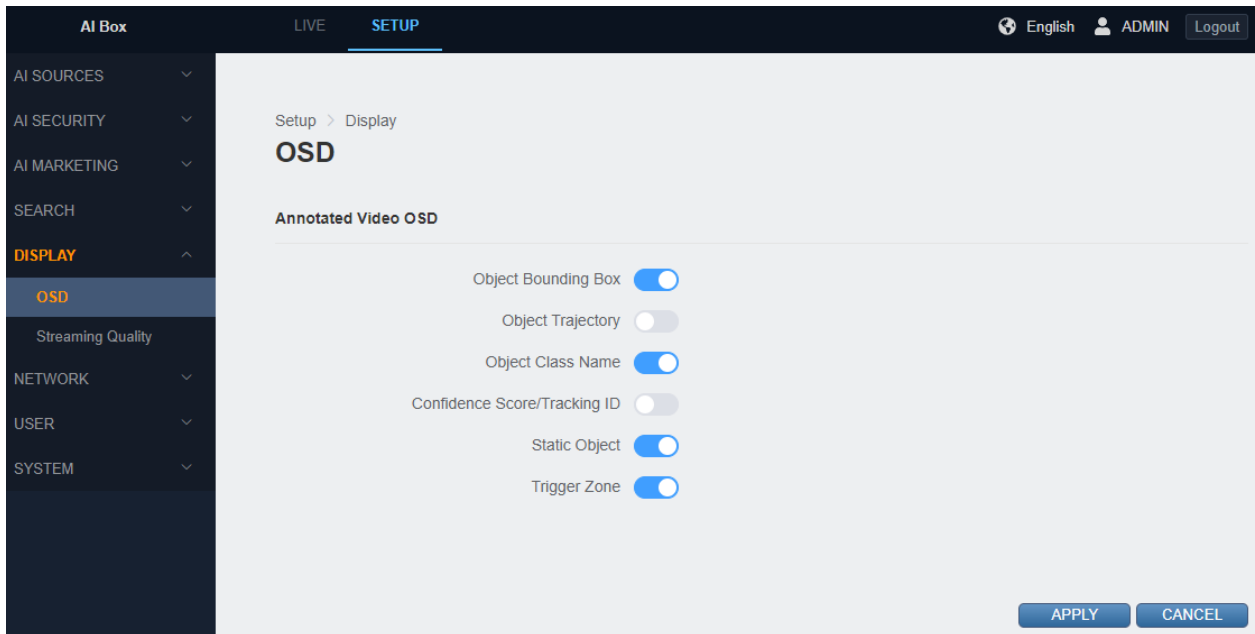 AI Box
LIVE
SETUP
English
ADMIN
Logout
AI SOURCES
AI SECURITY
AI MARKETING
SEARCH
DISPLAY
OSD
Streaming Quality
NETWORK
USER
SYSTEM
Setup > Display
OSD
Annotated Video OSD
Object Bounding Box
Object Trajectory
Object Class Name
Confidence Score/Tracking ID
Static Object
Trigger Zone
APPLY
CANCEL